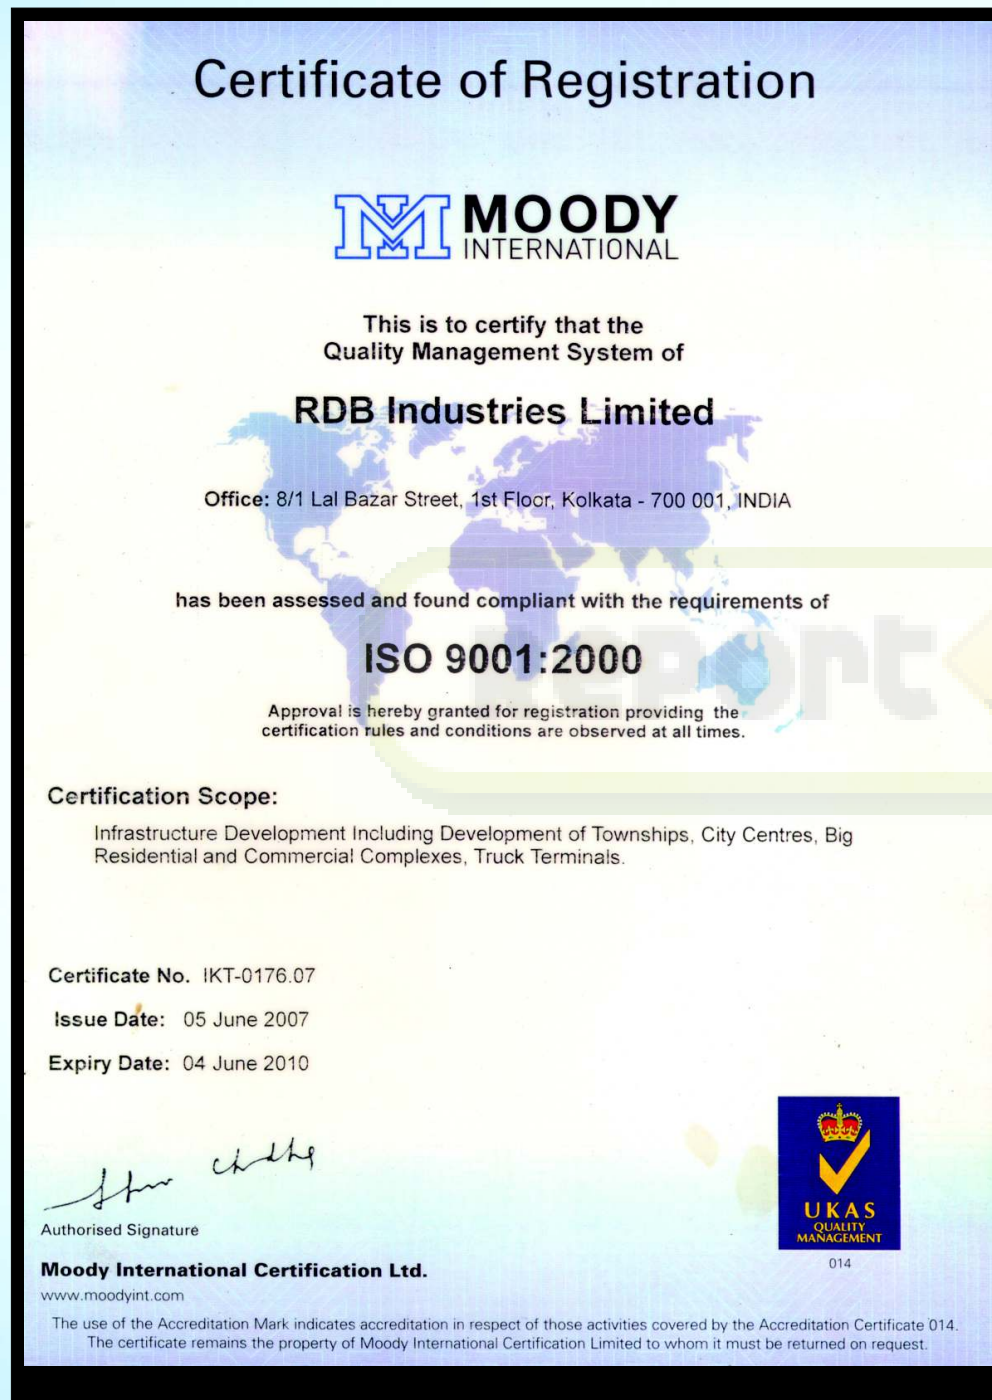 Certificate of Registration
MOODY
INTERNATIONAL
This is to certify that the
Quality Management System of
RDB Industries Limited
Office: 8/1 Lal Bazar Street, 1st Floor, Kolkata - 700 001, INDIA
has been assessed and found compliant with the requirements of
REPORT
ISO 9001:2000
Approval is hereby granted for registration providing the
certification rules and conditions are observed at all times.
Certification Scope:
Infrastructure Development Including Development of Townships, City Centres, Big
Residential and Commercial Complexes, Truck Terminals.
Certificate No. IKT-0176.07
Issue Date: 05 June 2007
Expiry Date: 04 June 2010
Authorised Signature
Moody International Certification Ltd.
www.moodyint.com
UKAS
QUALITY
MANAGEMENT
014
The use of the Accreditation Mark indicates accreditation in respect of those activities covered by the Accreditation Certificate 014.
The certificate remains the property of Moody International Certification Limited to whom it must be returned on request.